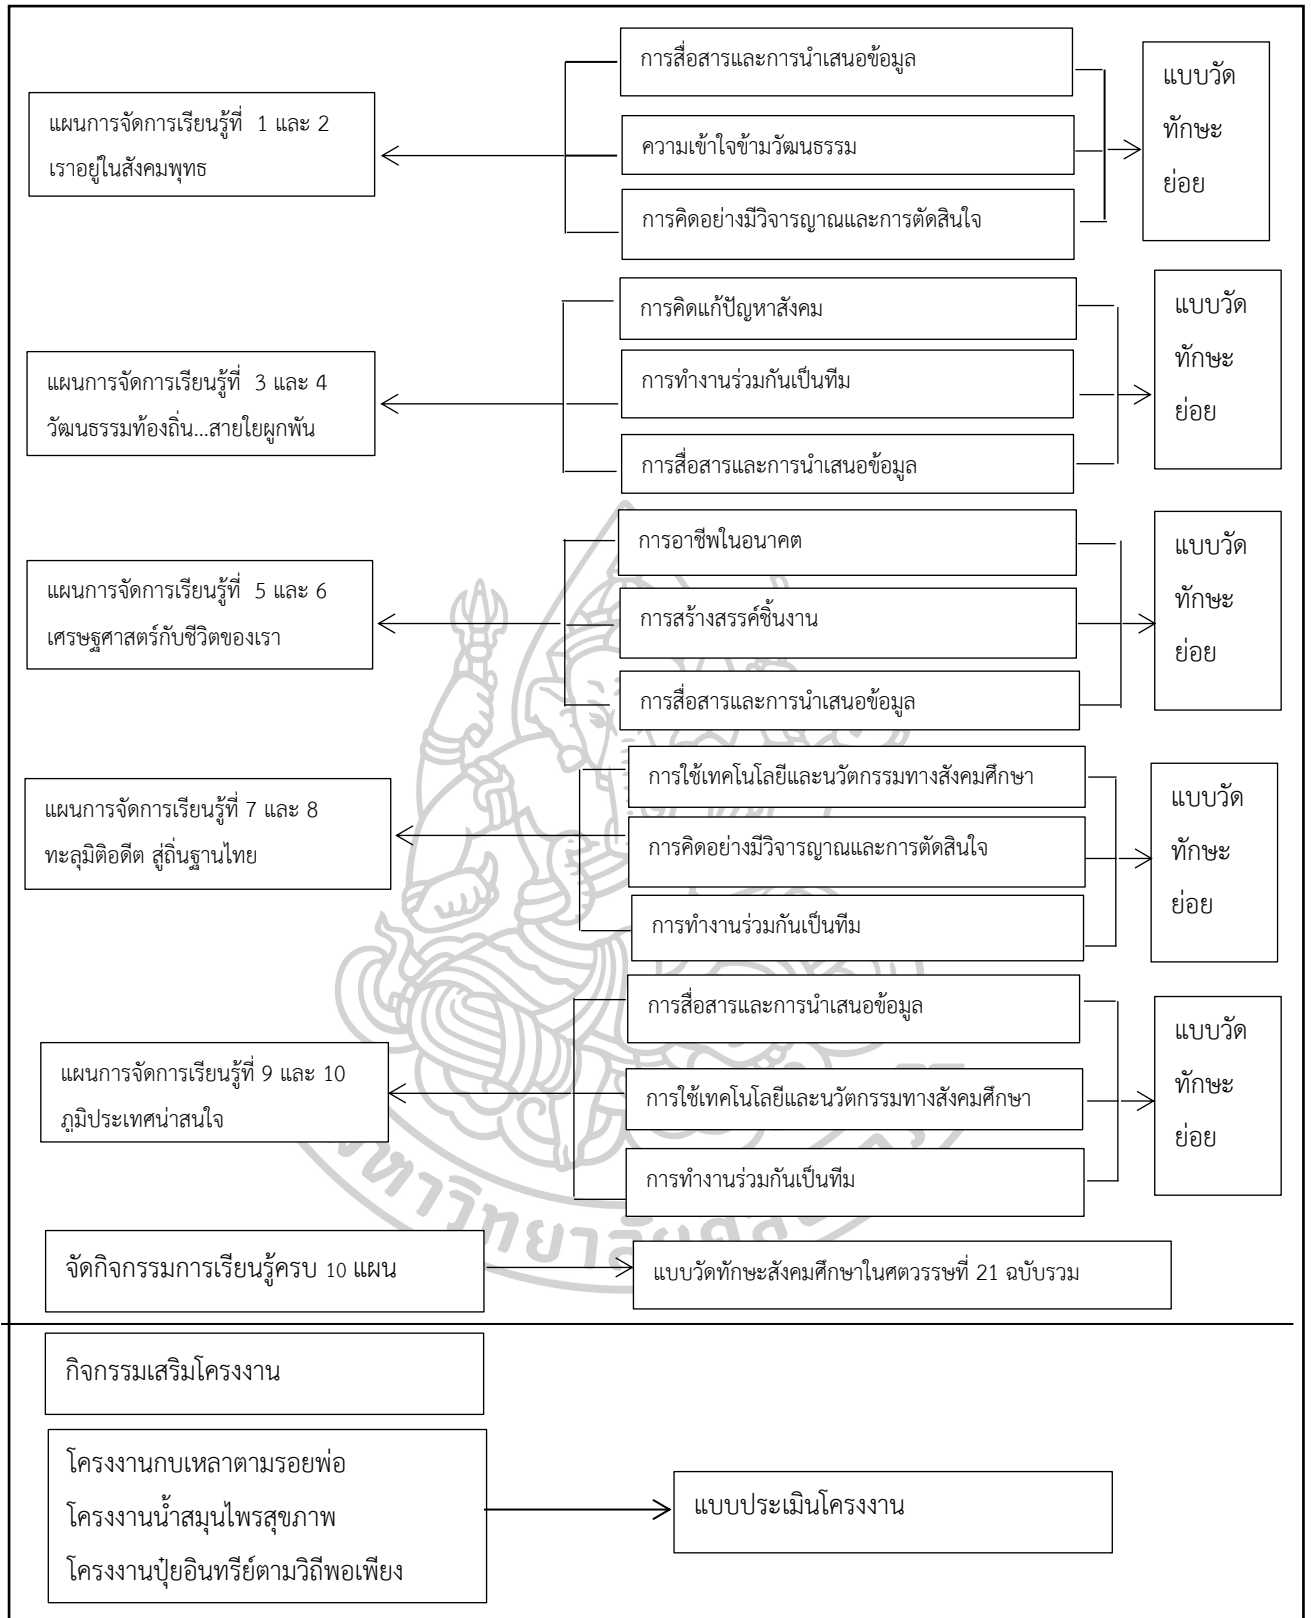 การสื่อสารและการนำเสนอข้อมูล
แผนการจัดการเรียนรู้ที่ 1 และ 2
เราอยู่ในสังคมพุทธ
ความเข้าใจข้ามวัฒนธรรม
การคิดอย่างมีวิจารญาณและการตัดสินใจ
แบบวัด
ทักษะ
ย่อย
การคิดแก้ปัญหาสังคม
แผนการจัดการเรียนรู้ที่ 3 และ 4
วัฒนธรรมท้องถิ่น...สายใยผูกพัน
การทำงานร่วมกันเป็นทีม
การสื่อสารและการนำเสนอข้อมูล
แบบวัด
ทักษะ
ย่อย
การอาชีพในอนาคต
แผนการจัดการเรียนรู้ที่ 5 และ 6
เศรษฐศาสตร์กับชีวิตของเรา
การสร้างสรรค์ชิ้นงาน
การสื่อสารและการนำเสนอข้อมูล
แบบวัด
ทักษะ
ย่อย
การใช้เทคโนโลยีและนวัตกรรมทางสังคมศึกษา
แผนการจัดการเรียนรู้ที่ 7 และ 8
ทะลุมิติอดีต สู่ถิ่นฐานไทย
การคิดอย่างมีวิจารญาณและการตัดสินใจ
การทำงานร่วมกันเป็นทีม
แบบวัด
ทักษะ
ย่อย
การสื่อสารและการนำเสนอข้อมูล
แผนการจัดการเรียนรู้ที่ 9 และ 10
ภูมิประเทศน่าสนใจ
การใช้เทคโนโลยีและนวัตกรรมทางสังคมศึกษา
การทำงานร่วมกันเป็นทีม
แบบวัด
ทักษะ
ย่อย
จัดกิจกรรมการเรียนรู้ครบ 10 แผน
แบบวัดทักษะสังคมศึกษาในศตวรรษที่ 21 ฉบับรวม
กิจกรรมเสริมโครงงาน
โครงงานกบเหลาตามรอยพ่อ
โครงงานน้ำสมุนไพรสุขภาพ
โครงงานปุ๋ยอินทรีย์ตามวิถีพอเพียง
แบบประเมินโครงงาน